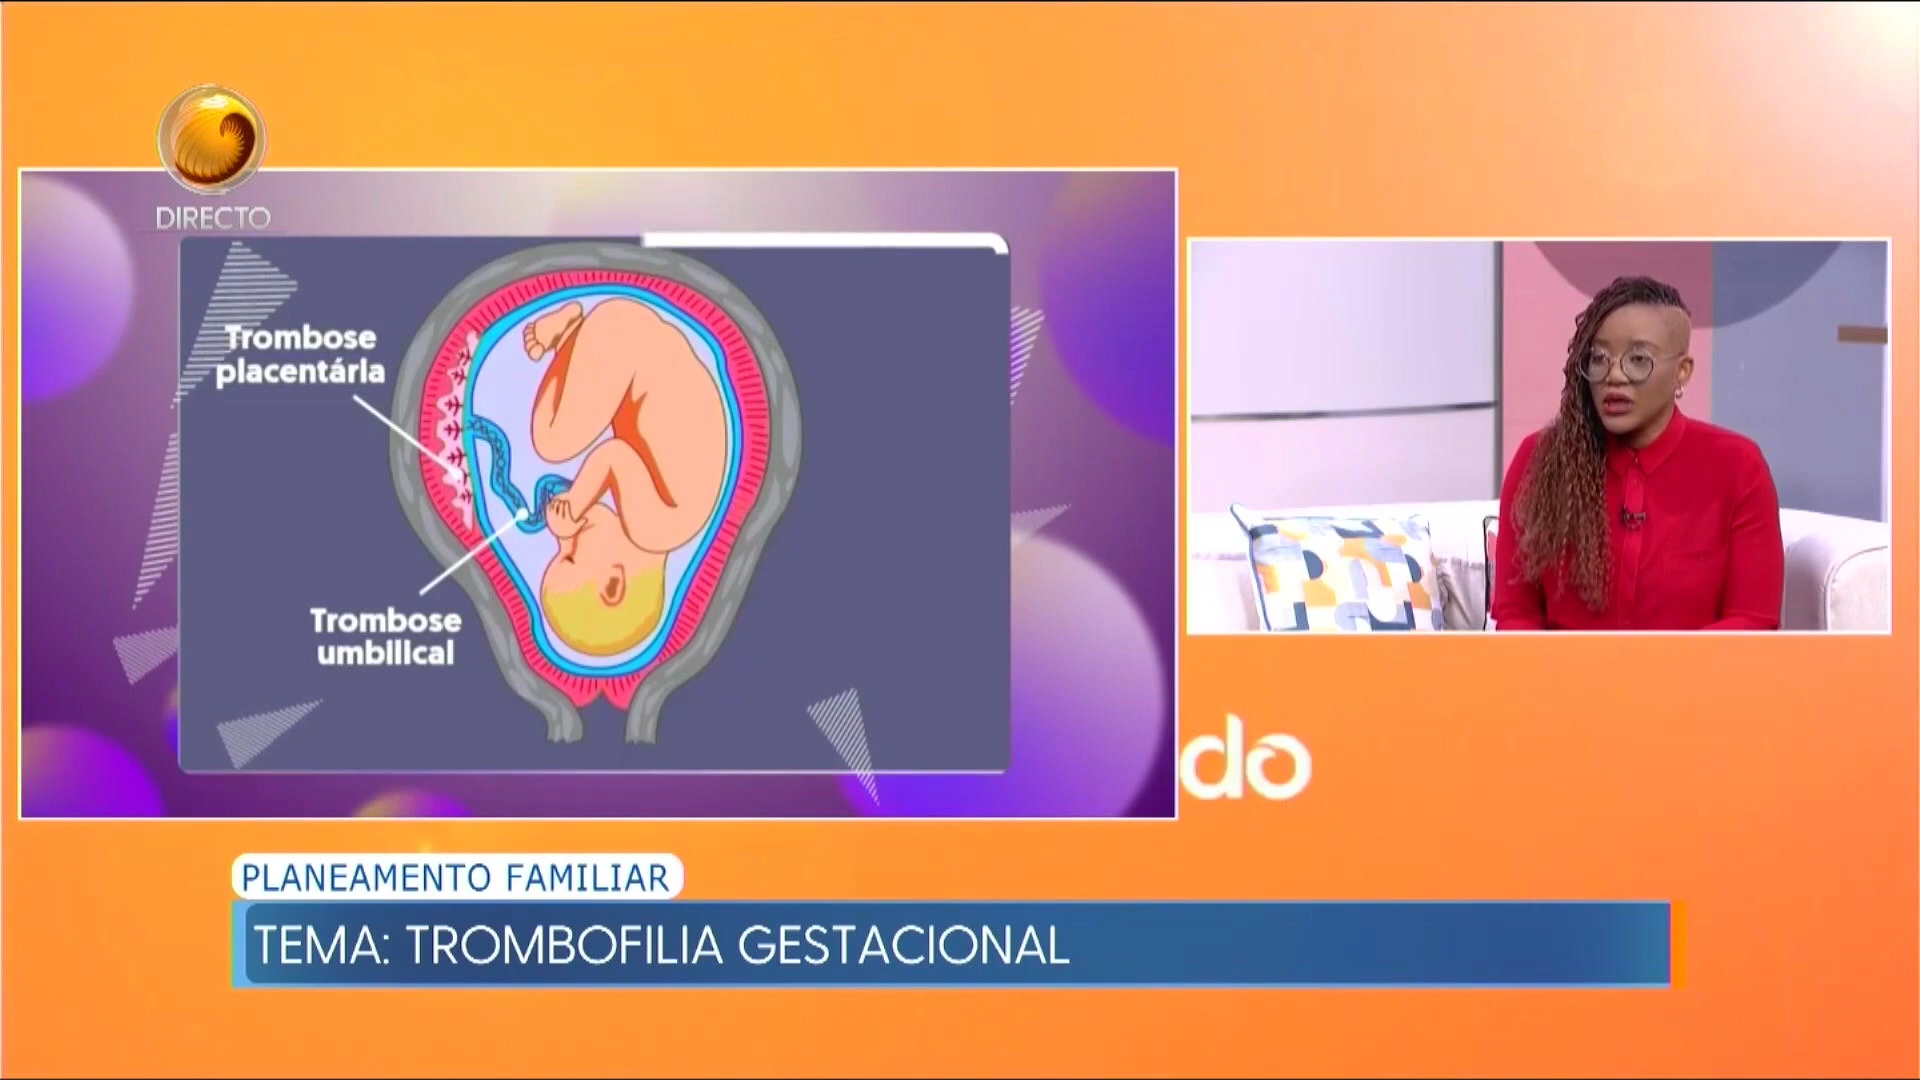 DIRECTO
Trombose
placentária
Trombose
umbilical
do
PLANEAMENTO FAMILIAR
TEMA: TROMBOFILIA GESTACIONAL